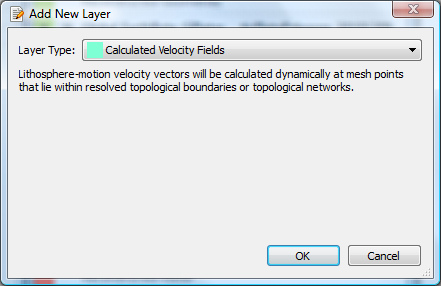 Add New Layer
Layer Type: Calculated Velocity Fields
Lithosphere-motion velocity vectors will be calculated dynamically at mesh points
that lie within resolved topological boundaries or topological networks.
OK Cancel